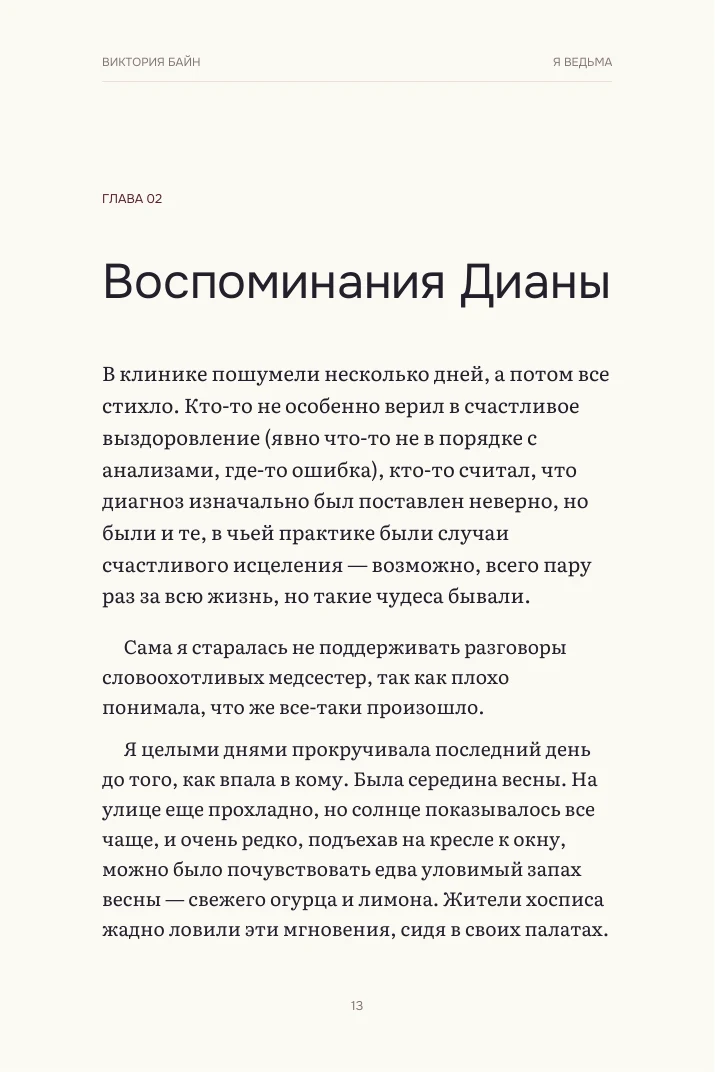 ВИКТОРИЯ БАЙН
Я ВЕДЬМА
ГЛАВА 02
Воспоминания Дианы
В клинике пошумели несколько дней, а потом все
стихло. Кто-то не особенно верил в счастливое
выздоровление (явно что-то не в порядке с
анализами, где-то ошибка), кто-то считал, что
диагноз изначально был поставлен неверно, но
были и те, в чьей практике были случаи
счастливого исцеления — возможно, всего пару
раз за всю жизнь, но такие чудеса бывали.
Сама я старалась не поддерживать разговоры
словоохотливых медсестер, так как плохо
понимала, что же все-таки произошло.
Я целыми днями прокручивала последний день
до того, как впала в кому. Была середина весны. На
улице еще прохладно, но солнце показывалось все
чаще, и очень редко, подъехав на кресле к окну,
можно было почувствовать едва уловимый запах
весны — свежего огурца и лимона. Жители хосписа
жадно ловили эти мгновения, сидя в своих палатах.
13